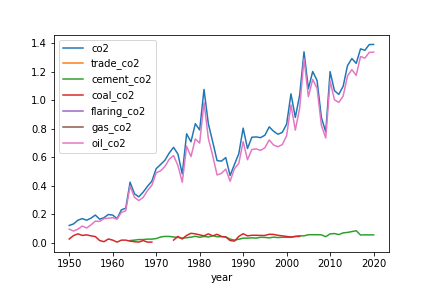 1.4
1.2
1.0
0.8
0.6
0.4
0.2
0.0
co2
trade_co2
cement_co2
coal_co2
flaring_co2
gas_co2
oil_co2
1950 1960 1970 1980 1990 2000 2010 2020
year